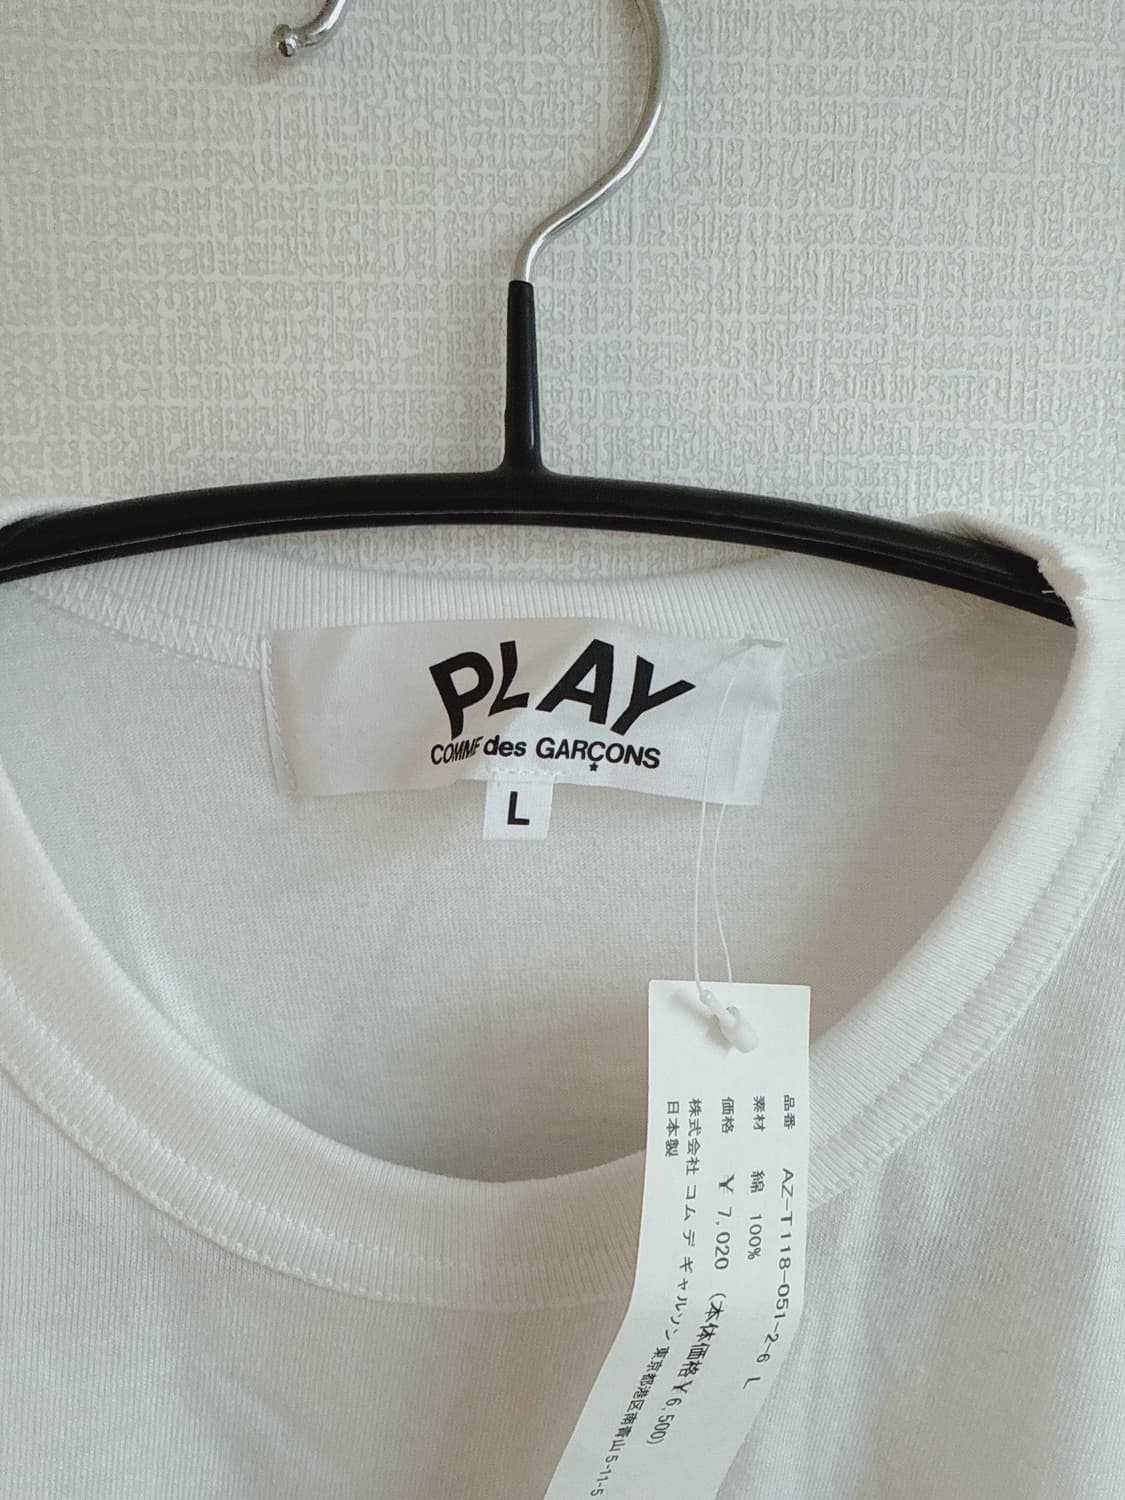 PLAY
COMME des GARÇONS
L
品番 AZ-T118-051-2-6 L
素材 綿 100%
価格 ¥7,020 (本体価格¥6,500)
株式会社 コム デ ギャルソン 東京都港区南青山5-11-5
日本製